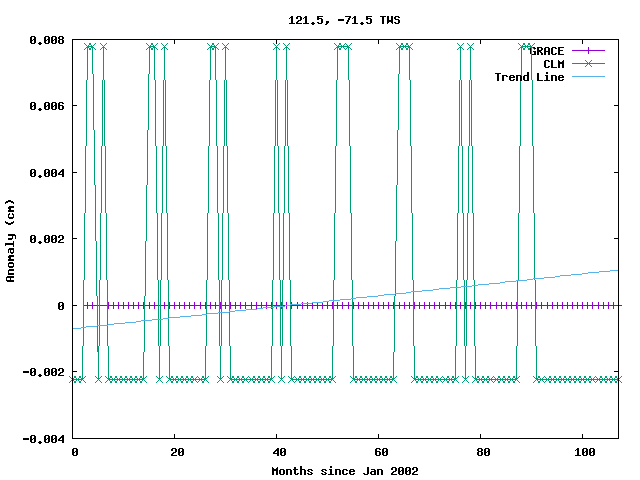 121.5, -71.5 TWS
0.008
0.006
0.004
0.002
0
-0.002
-0.004
Anomaly (cm)
GRACE
CLM
Trend Line
0 20 40 60 80 100
Months since Jan 2002